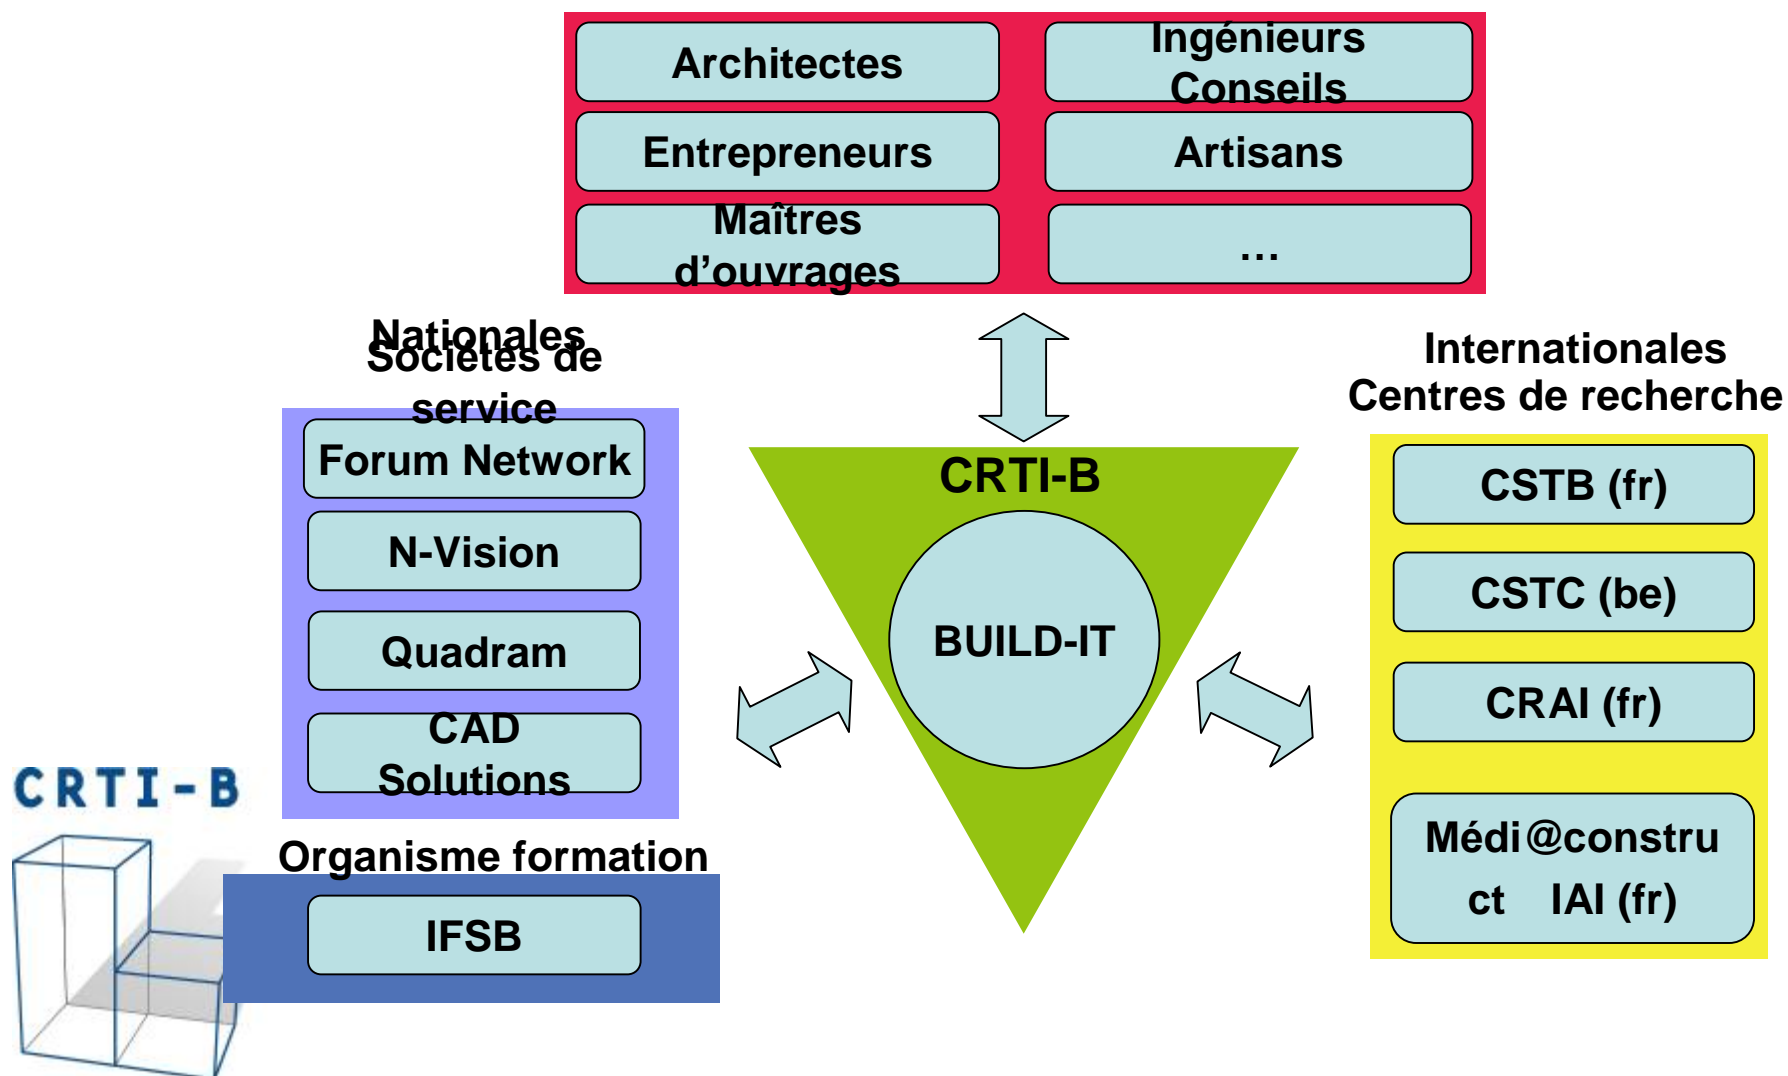 Architectes
Ingénieurs
Conseils
Entrepreneurs
Artisans
Maîtres
d’ouvrages
…
Nationales
Sociétés de
service
Forum Network
N-Vision
Quadram
CAD
Solutions
Organisme formation
IFSB
CRTI-B
CRTI-B
BUILD-IT
Internationales
Centres de recherche
CSTB (fr)
CSTC (be)
CRAI (fr)
Médi@constru
ct IAI (fr)